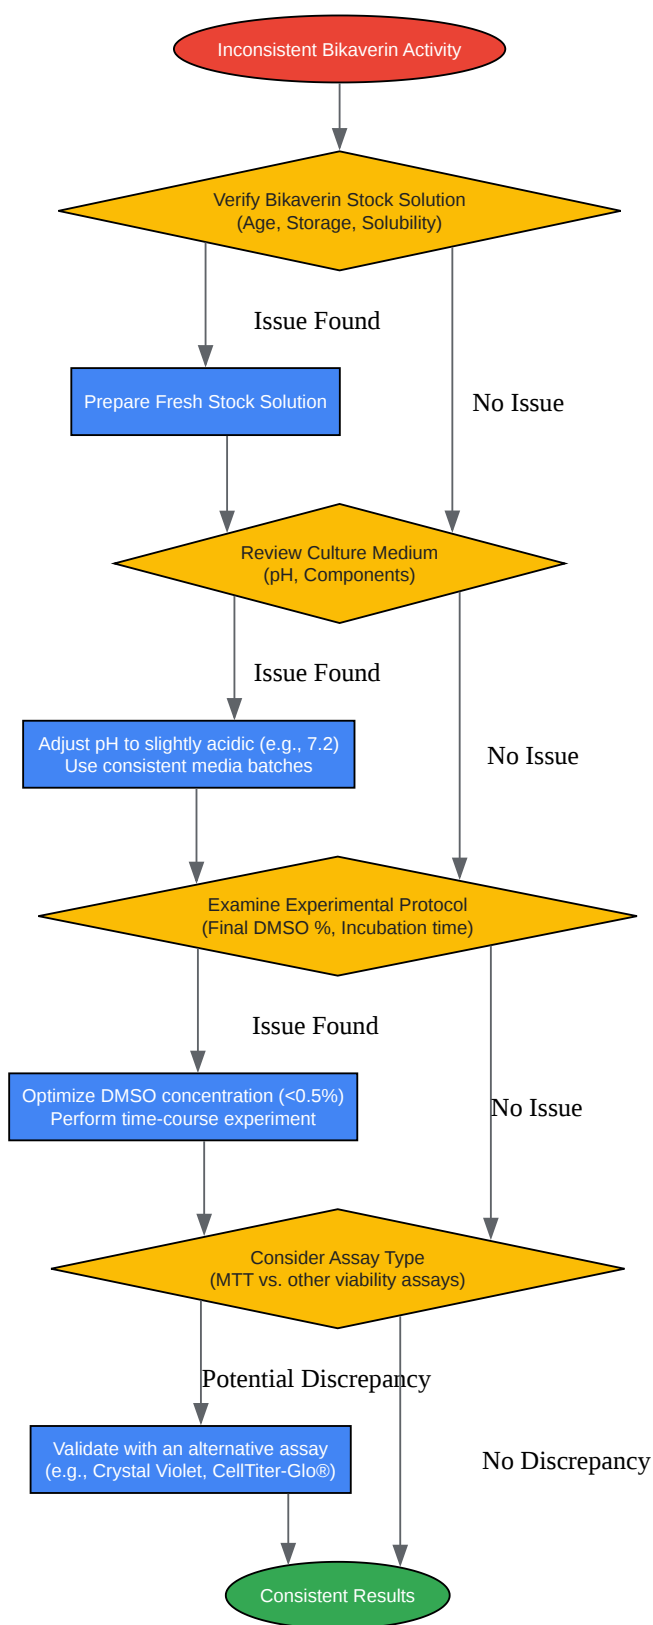 Inconsistent Bikaverin Activity
Verify Bikaverin Stock Solution
(Age, Storage, Solubility)
Issue Found
Prepare Fresh Stock Solution
No Issue
Review Culture Medium
(pH, Components)
Issue Found
Adjust pH to slightly acidic (e.g., 7.2)
Use consistent media batches
No Issue
Examine Experimental Protocol
(Final DMSO %, Incubation time)
Issue Found
Optimize DMSO concentration (<0.5%)
Perform time-course experiment
No Issue
Consider Assay Type
(MTT vs. other viability assays)
Potential Discrepancy
Validate with an alternative assay
(e.g., Crystal Violet, CellTiter-Glo®)
No Discrepancy
Consistent Results